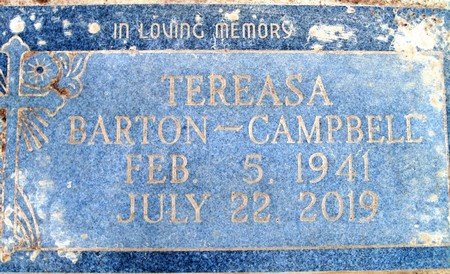 IN LOVING MEMORY
TEREASA
BARTON-CAMPBELL
FEB. 5. 1941
JULY 22. 2019